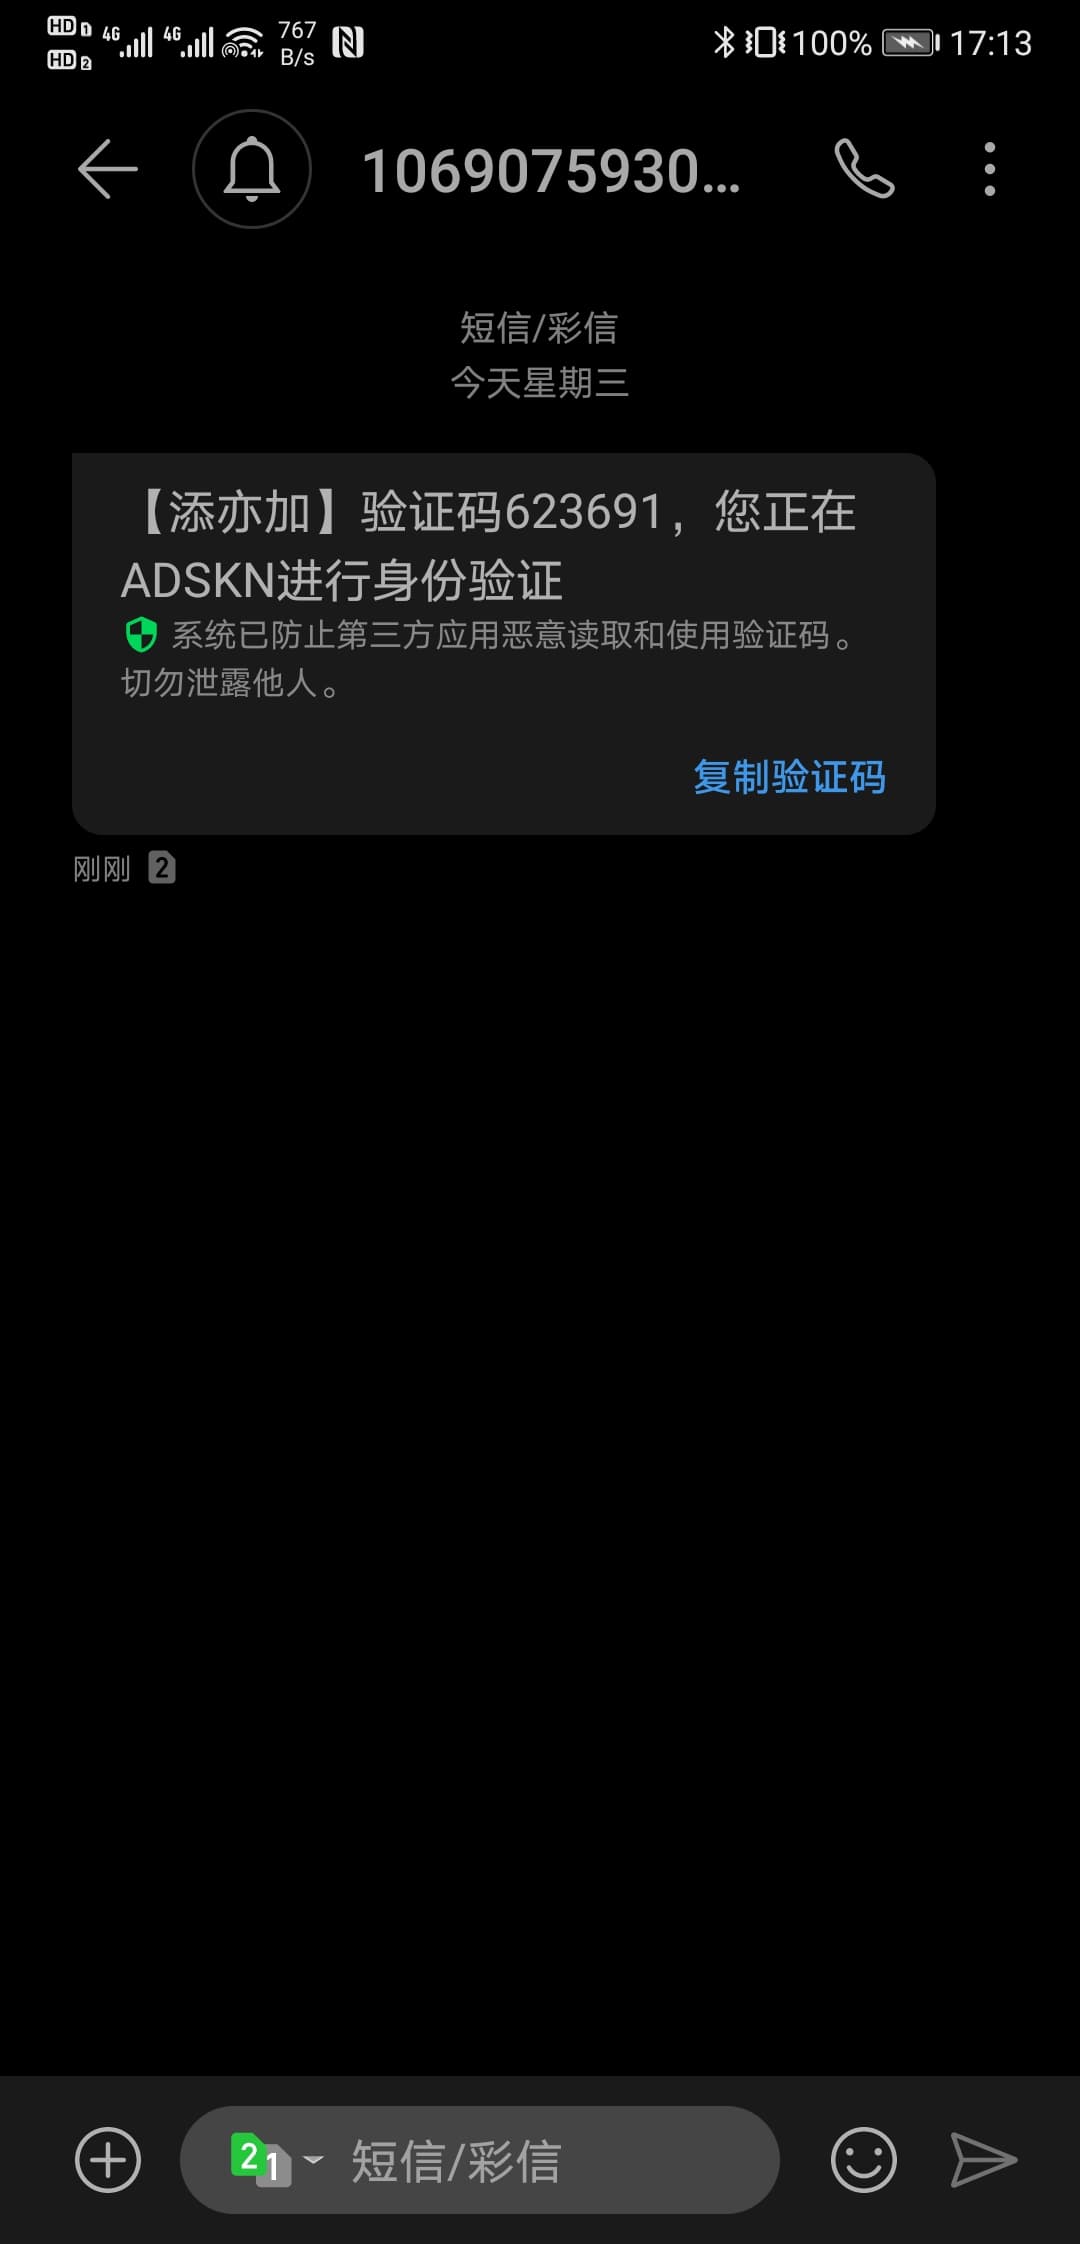 HD 1 4G 4G 767 B/s 100% 17:13
HD 2
1069075930...
短信/彩信
今天星期三
【添亦加】验证码623691，您正在
ADSKN进行身份验证
系统已防止第三方应用恶意读取和使用验证码。
切勿泄露他人。
复制验证码
刚刚 2
2 1 短信/彩信